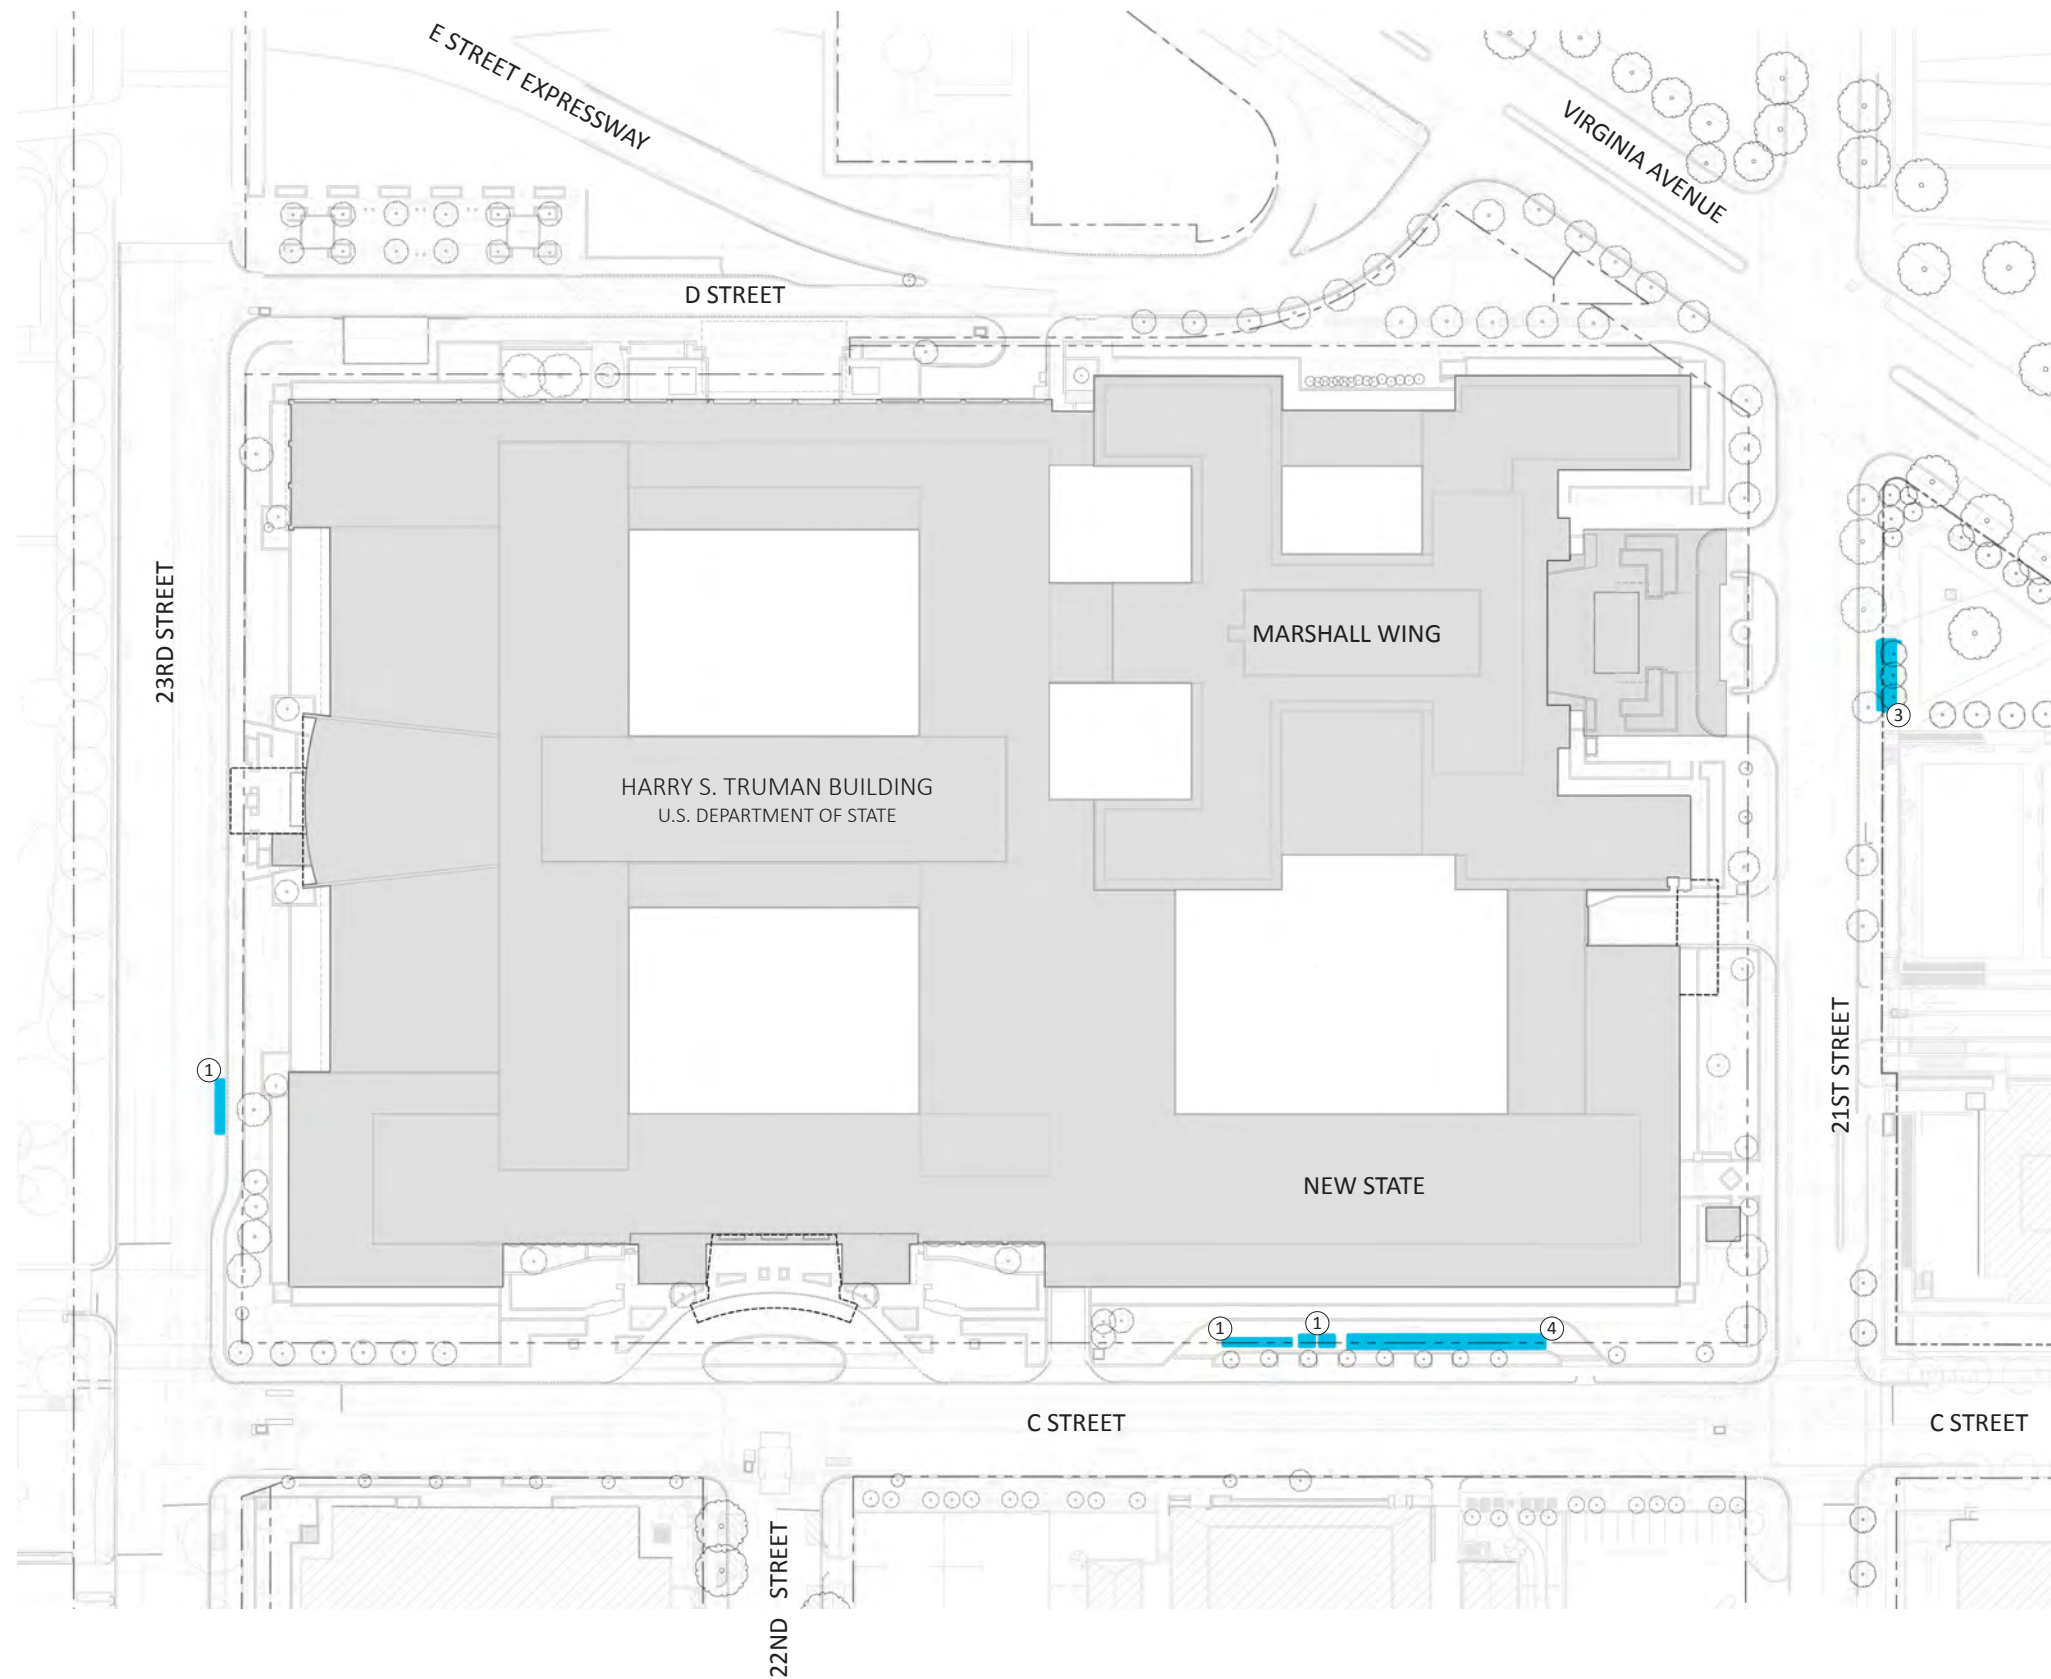 E STREET EXPRESSWAY
VIRGINIA AVENUE
D STREET
23RD STREET
MARSHALL WING
3
HARRY S. TRUMAN BUILDING
U.S. DEPARTMENT OF STATE
1
21ST STREET
NEW STATE
1
1
4
C STREET
C STREET
22ND STREET